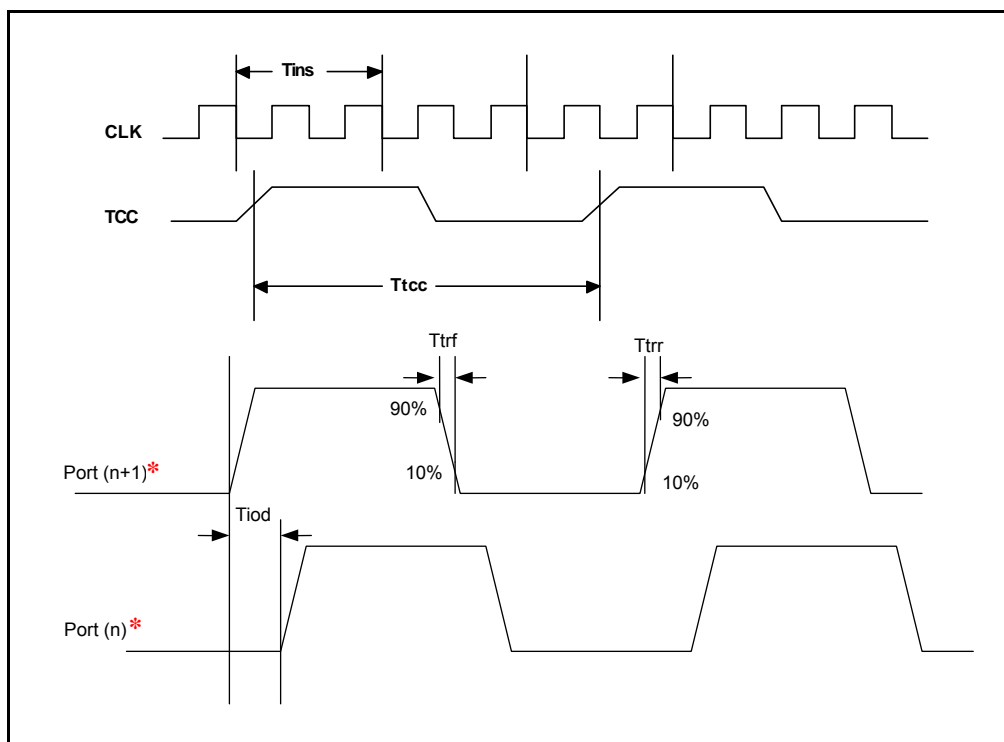 Tins
CLK
TCC
Ttcc
Ttrf
Ttrr
90%
90%
Port (n+1)*
10%
10%
Tiod
Port (n)*